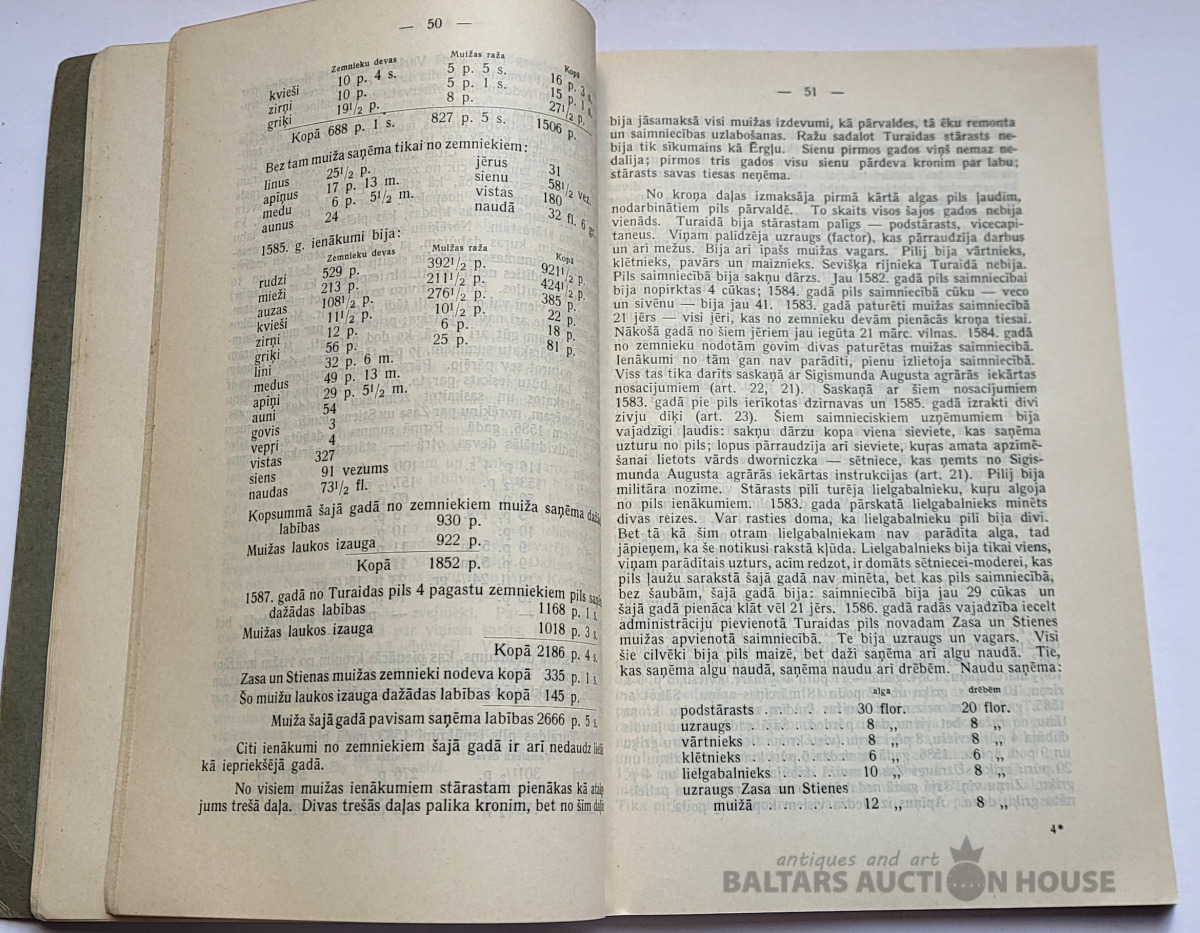 — 50 —
Zemnieku devas Muižas raža Kopā
kvieši 10 p. 4 s. 5 p. 5 s. 16 p. 3 s.
zirņi 10 p. 5 p. 1 s. 15 p. 1 s.
griķi 19¹/₂ p. 8 p. 27¹/₂ p.
Kopā 688 p. 1 s. 827 p. 5 s. 1506 p.
Bez tam muiža saņēma tikai no zemniekiem:
linus 25¹/₂ p. jērus 31
apiņus 17 p. 13 m. sienu 58¹/₂ vez.
medu 6 p. 5¹/₂ m. vistas 180
aunus 24 naudā 32 fl. 6 gr.
1585. g. ienākumi bija:
Zemnieku devas Muižas raža Kopā
rudzi 529 p. 392¹/₂ p. 921¹/₂ p.
mieži 213 p. 211¹/₂ p. 424¹/₂ p.
auzas 108¹/₂ p. 276¹/₂ p. 385 p.
kvieši 11¹/₂ p. 10¹/₂ p. 22 p.
zirņi 12 p. 6 p. 18 p.
griķi 56 p. 25 p. 81 p.
lini 32 p. 6 m.
medus 49 p. 13 m.
apiņi 29 p. 5¹/₂ m.
auni 54
govis 3
vepŗi 4
vistas 327
siens 91 vezums
naudas 73¹/₂ fl.
Kopsummā šajā gadā no zemniekiem muiža saņēma
labības 930 p.
Muižas laukos izauga 922 p.
Kopā 1852 p.
1587. gadā no Turaidas pils 4 pagastu zemniekiem pils
dažādas labības 1168 p. 1 s.
Muižas laukos izauga 1018 p. 3 s.
Kopā 2186 p. 4 s.
Zasa un Stienas muižas zemnieki nodeva kopā 335 p. 1 s.
Šo muižu laukos izauga dažādas labības kopā 145 p.
Muiža šajā gadā pavisam saņēma labības 2666 p. 5 s.
Citi ienākumi no zemniekiem šajā gadā ir arī nedaudz
kā iepriekšējā gadā.
No visiem muižas ienākumiem stārastam pienākas kā
jums trešā daļa. Divas trešās daļas palika kronim, bet no šim
— 51 —
bija jāsamaksā visi muižas izdevumi, kā pārvaldes, tā ēku remonta
un saimniecības uzlabošanas. Ražu sadalot Turaidas stārasts ne-
bija tik sīkumains kā Ērgļu. Sienu pirmos gados viņš nemaz ne-
dalīja; pirmos trīs gados visu sienu pārdeva kronim par labu;
stārasts savas tiesas neņēma.
No kroņa daļas izmaksāja pirmā kārtā algas pils ļaudīm,
nodarbinātiem pils pārvaldē. To skaits visos šajos gados nebija
vienāds. Turaidā bija stārastam palīgs — podstārasts, vicecapi-
taneus. Viņam palīdzēja uzraugs (factor), kas pārraudzīja darbus
un arī mežus. Bija arī īpašs muižas vagars. Pilij bija vārtnieks,
klētnieks, pavārs un maiznieks. Sevišķa rijnieka Turaidā nebija.
Pils saimniecībā bija sakņu dārzs. Jau 1582. gadā pils saimniecībai
bija nopirktas 4 cūkas; 1584. gadā pils saimniecībā cūku — veco
un sivēnu — bija jau 41. 1583. gadā paturēti muižas saimniecībā
21 jērs — visi jēri, kas no zemnieku devām pienācās kroņa tiesai.
Nākošā gadā no šiem jēriem jau iegūta 21 mārc. vilnas. 1584. gadā
no zemnieku nodotām govīm divas paturētas muižas saimniecībā.
Ienākumi no tām gan nav parādīti, pienu izlietoja saimniecībā.
Viss tas tika darīts saskaņā ar Sigismunda Augusta agrārās iekārtas
nosacījumiem (art. 22, 21). Saskaņā ar šiem nosacījumiem
1583. gadā pie pils ierīkotas dzirnavas un 1585. gadā izrakti divi
zivju dīķi (art. 23). Šiem saimnieciskiem uzņēmumiem bija
vajadzīgi ļaudis: sakņu dārzu kopa viena sieviete, kas saņēma
uzturu no pils; lopus pārraudzīja arī sieviete, kuŗas amata apzīmē-
šanai lietots vārds dworniczka — sētniece, kas ņemts no Sigis-
munda Augusta agrārās iekārtas instrukcijas (art. 21). Pilij bija
militāra nozīme. Stārasts pilī turēja lielgabalnieku, kuŗu algoja
no pils ienākumiem. 1583. gada pārskatā lielgabalnieks minēts
divas reizes. Var rasties doma, ka lielgabalnieku pilī bija divi.
Bet tā kā šim otram lielgabalniekam nav parādīta alga, tad
jāpieņem, ka še notikusi rakstā kļūda. Lielgabalnieks bija tikai viens,
viņam parādītais uzturs, acim redzot, ir domāts sētniecei-moderei, kas
pils ļaužu sarakstā šajā gadā nav minēta, bet kas pils saimniecībā,
bez šaubām, šajā gadā bija: saimniecībā bija jau 29 cūkas un
šajā gadā pienāca klāt vēl 21 jērs. 1586. gadā radās vajadzība iecelt
administrāciju pievienotā Turaidas pils novadam Zasa un Stienes
muižas apvienotā saimniecībā. Te bija uzraugs un vagars. Visi
šie cilvēki bija pils maizē, bet daži saņēma arī algu naudā. Tie,
kas saņēma algu naudā, saņēma naudu arī drēbēm. Naudu saņēma:
alga drēbēm
podstārasts . . . . . . . 30 flor. 20 flor.
uzraugs . . . . . . . . 8 „ 8 „
vārtnieks . . . . . . . 8 „ 8 „
klētnieks . . . . . . . 6 „ 6 „
lielgabalnieks . . . . . 10 „ 8 „
uzraugs Zasa un Stienes
muižā . . . . . . 12 „ 8 „
4*
antiques and art
BALTARS AUCTION HOUSE